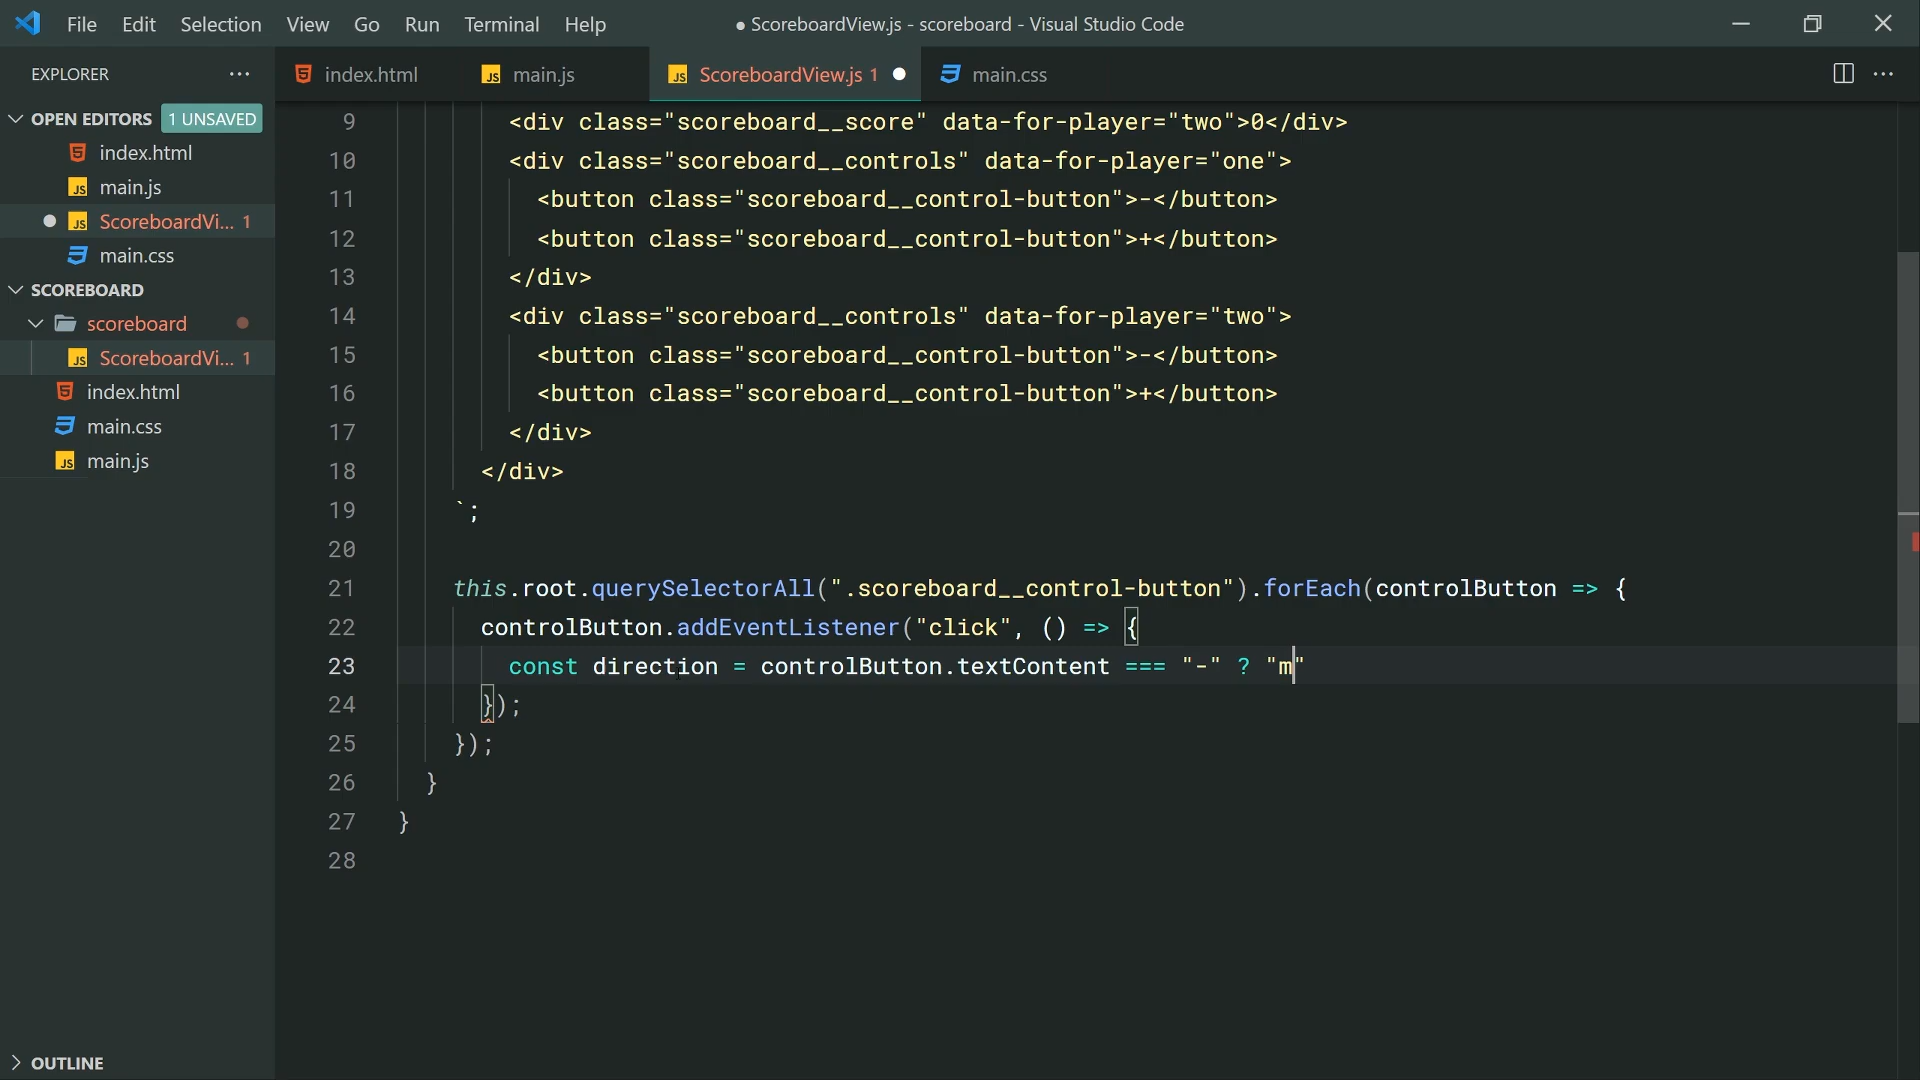 File Edit Selection View Go Run Terminal Help
● ScoreboardView.js - scoreboard - Visual Studio Code
EXPLORER ···
index.html
main.js
ScoreboardView.js 1
main.css
OPEN EDITORS 1 UNSAVED
index.html
main.js
ScoreboardVi... 1
main.css
SCOREBOARD
scoreboard
ScoreboardVi... 1
index.html
main.css
main.js
OUTLINE
9 <div class="scoreboard__score" data-for-player="two">0</div>
10 <div class="scoreboard__controls" data-for-player="one">
11 <button class="scoreboard__control-button">-</button>
12 <button class="scoreboard__control-button">+</button>
13 </div>
14 <div class="scoreboard__controls" data-for-player="two">
15 <button class="scoreboard__control-button">-</button>
16 <button class="scoreboard__control-button">+</button>
17 </div>
18 </div>
19 `;
20
21 this.root.querySelectorAll(".scoreboard__control-button").forEach(controlButton => {
22 controlButton.addEventListener("click", () => {
23 const direction = controlButton.textContent === "-" ? "m"
24 });
25 });
26 }
27 }
28